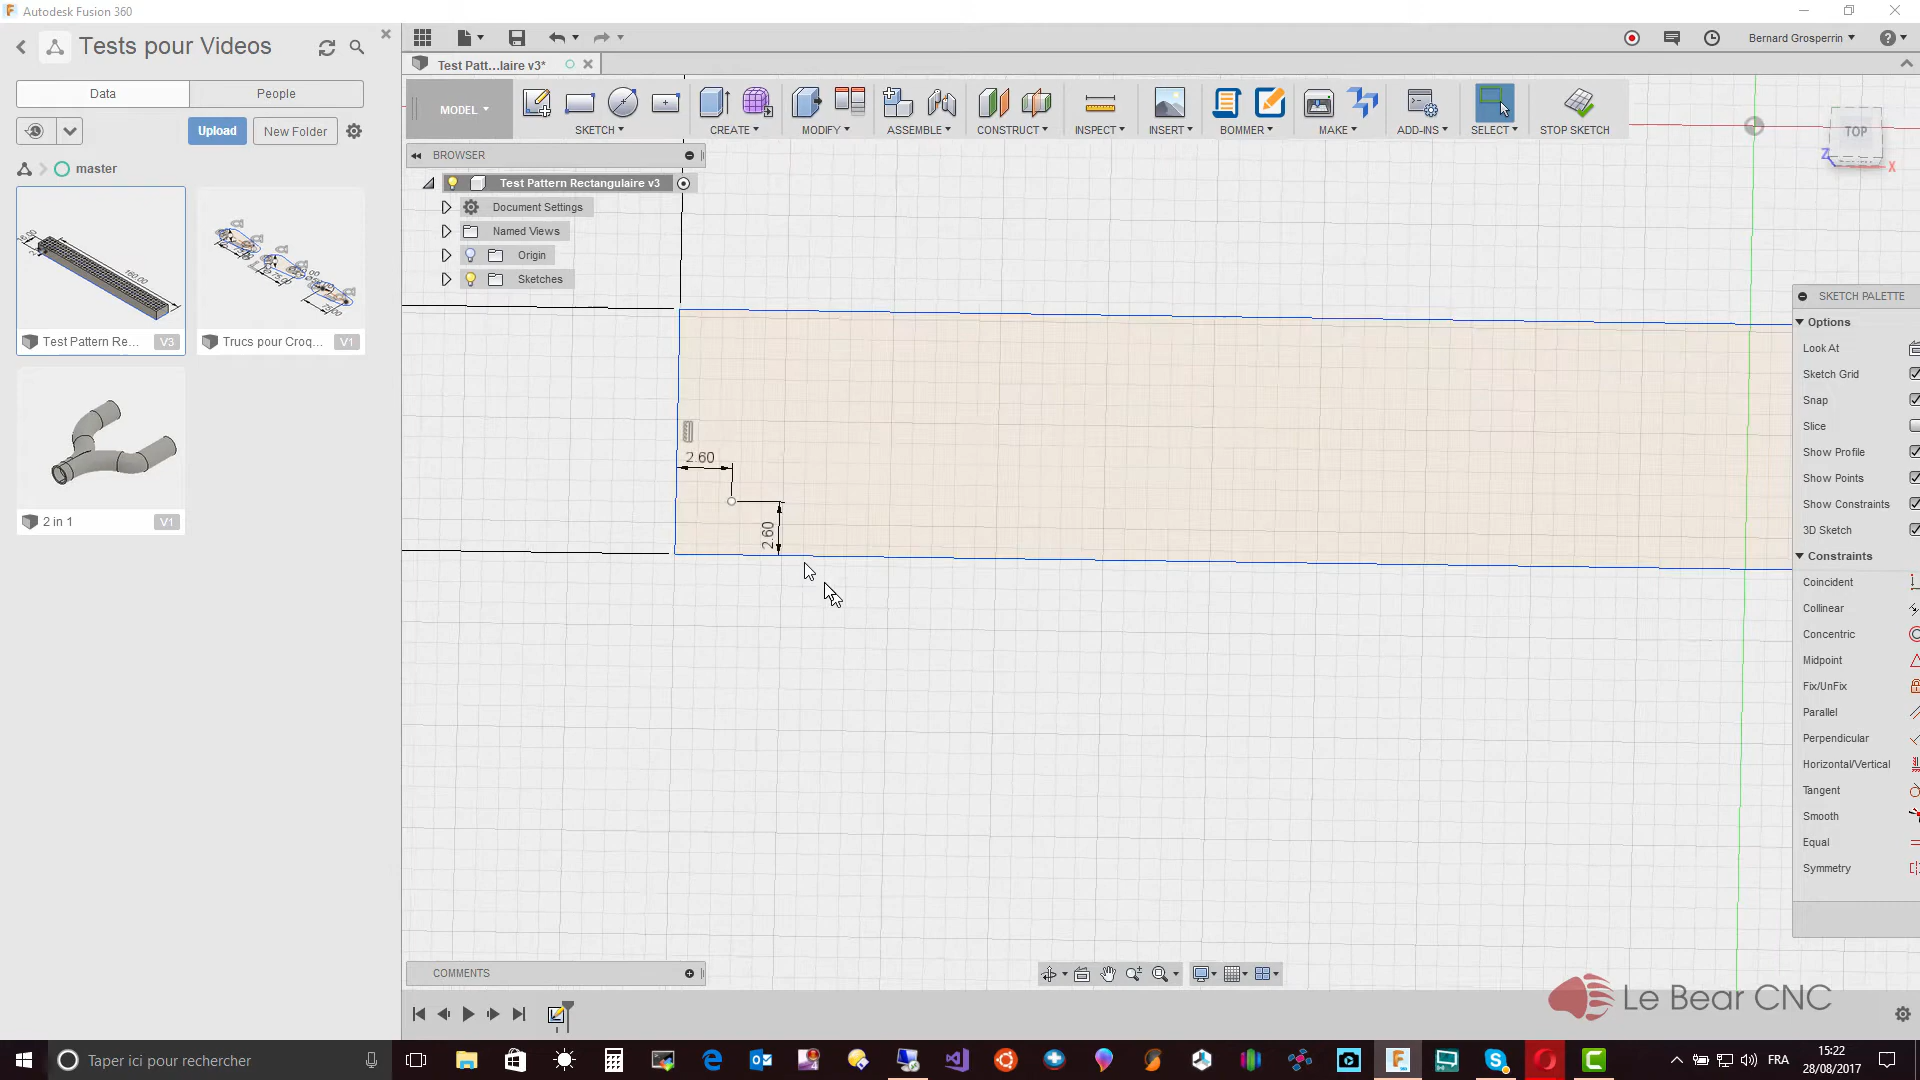 Autodesk Fusion 360
Tests pour Videos
Data
People
Upload
New Folder
master
Test Pattern Re...
V3
Trucs pour Croq...
V1
2 in 1
V1
Bernard Grosperrin
Test Patt...laire v3*
MODEL
SKETCH
CREATE
MODIFY
ASSEMBLE
CONSTRUCT
INSPECT
INSERT
BOMMER
MAKE
ADD-INS
SELECT
STOP SKETCH
TOP
Z
X
BROWSER
Test Pattern Rectangulaire v3
Document Settings
Named Views
Origin
Sketches
2.60
2.60
SKETCH PALETTE
Options
Look At
Sketch Grid
Snap
Slice
Show Profile
Show Points
Show Constraints
3D Sketch
Constraints
Coincident
Collinear
Concentric
Midpoint
Fix/UnFix
Parallel
Perpendicular
Horizontal/Vertical
Tangent
Smooth
Equal
Symmetry
COMMENTS
Le Bear CNC
Taper ici pour rechercher
FRA
15:22
28/08/2017